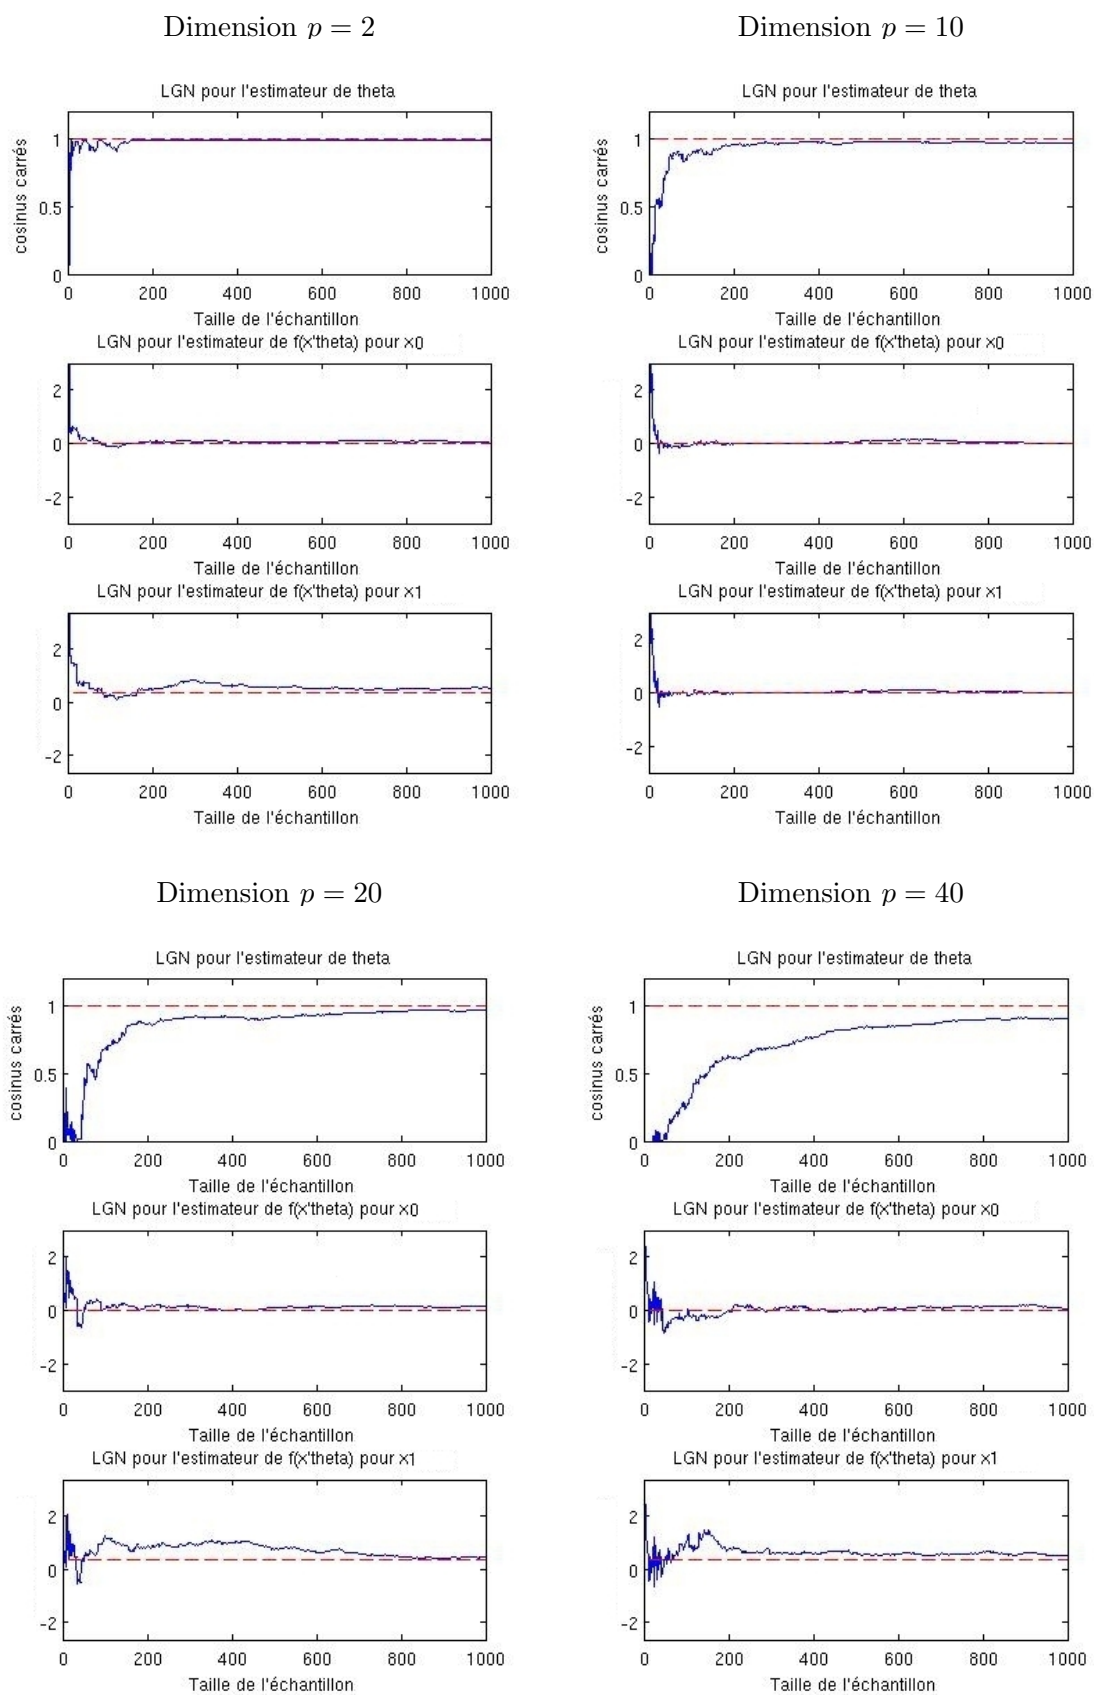 Dimension p = 2
LGN pour l'estimateur de theta
cosinus carrés
1
0.5
0
0 200 400 600 800 1000
Taille de l'échantillon
LGN pour l'estimateur de f(x'theta) pour x0
2
0
-2
0 200 400 600 800 1000
Taille de l'échantillon
LGN pour l'estimateur de f(x'theta) pour x1
2
0
-2
0 200 400 600 800 1000
Taille de l'échantillon
Dimension p = 10
LGN pour l'estimateur de theta
cosinus carrés
1
0.5
0
0 200 400 600 800 1000
Taille de l'échantillon
LGN pour l'estimateur de f(x'theta) pour x0
2
0
-2
0 200 400 600 800 1000
Taille de l'échantillon
LGN pour l'estimateur de f(x'theta) pour x1
2
0
-2
0 200 400 600 800 1000
Taille de l'échantillon
Dimension p = 20
LGN pour l'estimateur de theta
cosinus carrés
1
0.5
0
0 200 400 600 800 1000
Taille de l'échantillon
LGN pour l'estimateur de f(x'theta) pour x0
2
0
-2
0 200 400 600 800 1000
Taille de l'échantillon
LGN pour l'estimateur de f(x'theta) pour x1
2
0
-2
0 200 400 600 800 1000
Taille de l'échantillon
Dimension p = 40
LGN pour l'estimateur de theta
cosinus carrés
1
0.5
0
0 200 400 600 800 1000
Taille de l'échantillon
LGN pour l'estimateur de f(x'theta) pour x0
2
0
-2
0 200 400 600 800 1000
Taille de l'échantillon
LGN pour l'estimateur de f(x'theta) pour x1
2
0
-2
0 200 400 600 800 1000
Taille de l'échantillon